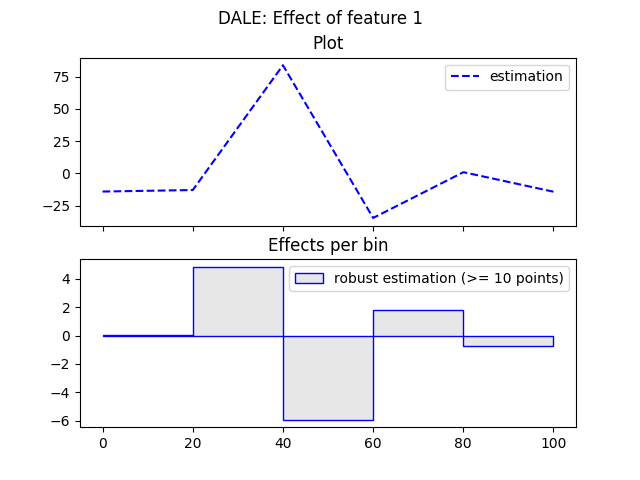 DALE: Effect of feature 1
Plot
estimation
75
50
25
0
−25
Effects per bin
robust estimation (>= 10 points)
4
2
0
−2
−4
−6
0 20 40 60 80 100